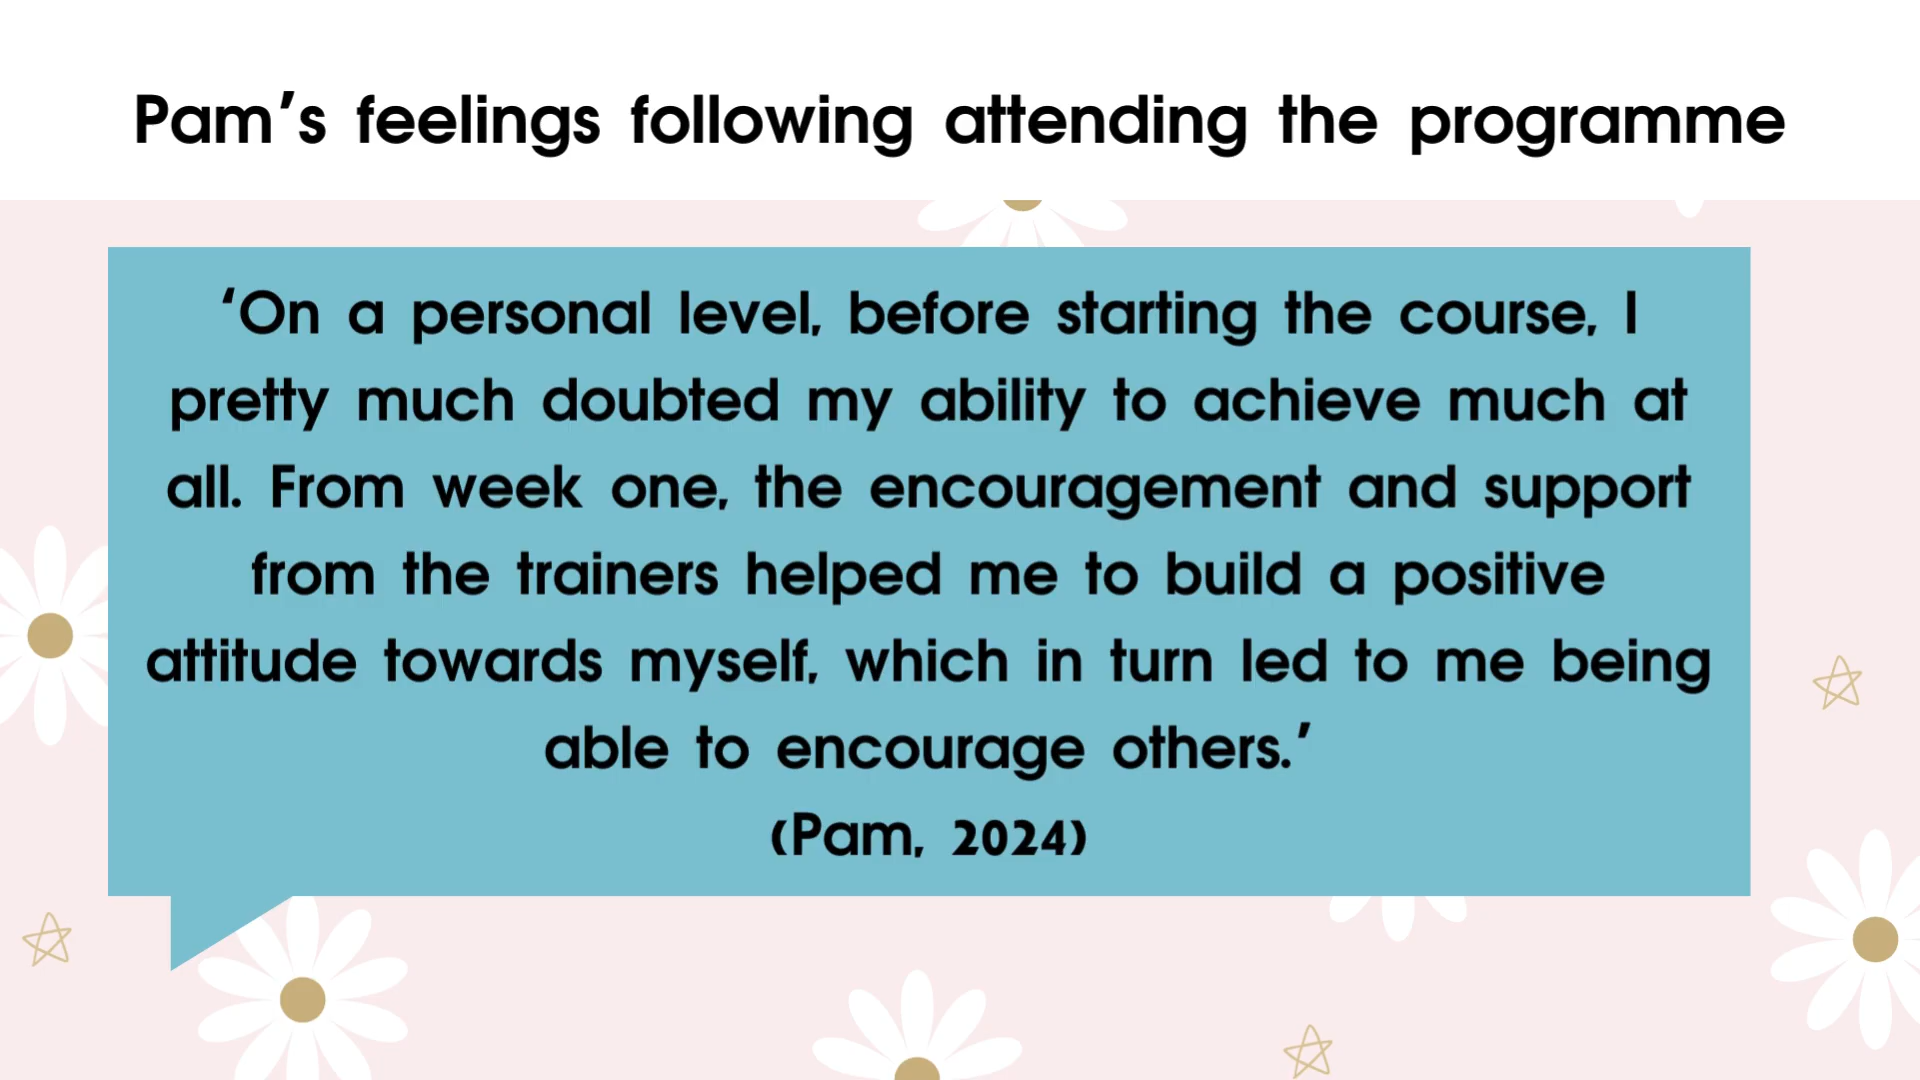 Pam’s feelings following attending the programme
‘On a personal level, before starting the course, I
pretty much doubted my ability to achieve much at
all. From week one, the encouragement and support
from the trainers helped me to build a positive
attitude towards myself, which in turn led to me being
able to encourage others.’
(Pam, 2024)